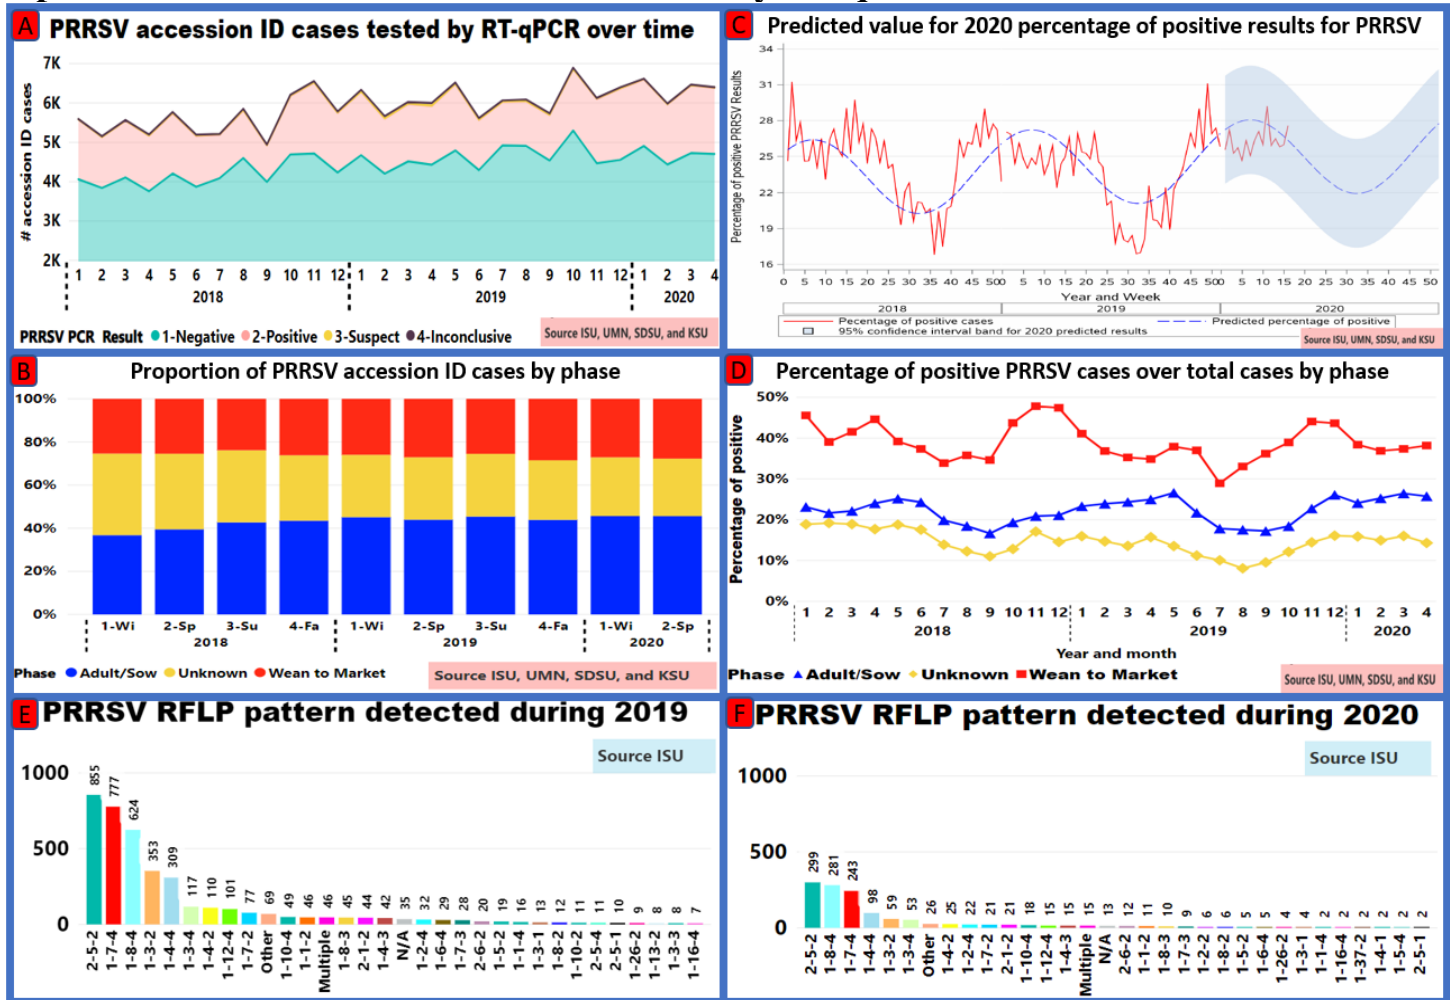 A PRRSV accession ID cases tested by RT-qPCR over time
# accession ID cases
7K
6K
5K
4K
3K
2K
1 2 3 4 5 6 7 8 9 10 11 12 1 2 3 4 5 6 7 8 9 10 11 12 1 2 3 4
2018 2019 2020
PRRSV PCR Result 1-Negative 2-Positive 3-Suspect 4-Inconclusive
Source ISU, UMN, SDSU, and KSU
C Predicted value for 2020 percentage of positive results for PRRSV
Percentage of positive PRRSV Results
34
31
28
25
22
19
16
0 5 10 15 20 25 30 35 40 45 500 5 10 15 20 25 30 35 40 45 500 5 10 15 20 25 30 35 40 45 50
Year and Week
2018 2019 2020
Percentage of positive cases Predicted percentage of positive
95% confidence interval band for 2020 predicted results
Source ISU, UMN, SDSU, and KSU
B Proportion of PRRSV accession ID cases by phase
100%
80%
60%
40%
20%
0%
1-Wi 2-Sp 3-Su 4-Fa 1-Wi 2-Sp 3-Su 4-Fa 1-Wi 2-Sp
2018 2019 2020
Phase Adult/Sow Unknown Wean to Market
Source ISU, UMN, SDSU, and KSU
D Percentage of positive PRRSV cases over total cases by phase
Percentage of positive
50%
40%
30%
20%
10%
0%
1 2 3 4 5 6 7 8 9 10 11 12 1 2 3 4 5 6 7 8 9 10 11 12 1 2 3 4
2018 2019 2020
Year and month
Phase Adult/Sow Unknown Wean to Market
Source ISU, UMN, SDSU, and KSU
E PRRSV RFLP pattern detected during 2019
Source ISU
1000
500
0
855 777 624 353 309 117 110 101 77 69 49 46 46 45 44 42 35 32 29 28 20 19 16 13 12 11 11 10 9 8 8 7
2-5-2 1-7-4 1-8-4 1-3-2 1-4-4 1-3-4 1-4-2 1-12-4 1-7-2 Other 1-10-4 1-1-2 Multiple 1-8-3 2-1-2 1-4-3 N/A 1-2-4 1-6-4 1-7-3 2-6-2 1-5-2 1-1-4 1-3-1 1-8-2 1-10-2 2-5-4 2-5-1 1-26-2 1-13-2 1-3-3 1-16-4
F PRRSV RFLP pattern detected during 2020
Source ISU
1000
500
0
299 281 243 98 59 53 26 25 22 21 21 18 15 15 15 13 12 11 10 9 6 6 5 5 4 4 2 2 2 2 2 2
2-5-2 1-8-4 1-7-4 1-4-4 1-3-2 1-3-4 Other 1-4-2 1-2-4 1-7-2 2-1-2 1-10-4 1-12-4 1-4-3 Multiple N/A 2-6-2 1-1-2 1-8-3 1-7-3 1-2-2 1-8-2 1-5-2 1-6-4 1-26-2 1-3-1 1-1-4 1-16-4 1-37-2 1-4-1 1-5-4 2-5-1